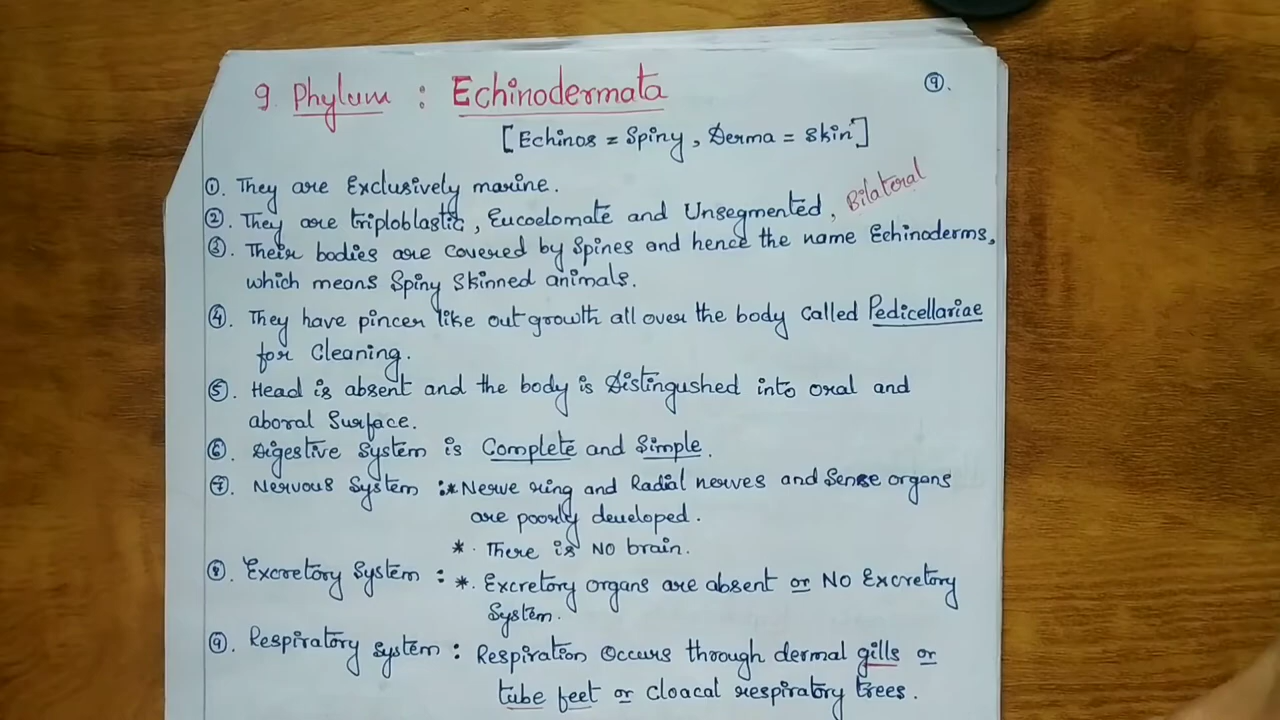 9. Phylum : Echinodermata
9.
[Echinos = Spiny, Derma = Skin]
1. They are Exclusively marine.
2. They are triploblastic, Eucoelomate and Unsegmented, Bilateral
3. Their bodies are covered by Spines and hence the name Echinoderms,
which means Spiny Skinned animals.
4. They have pincer like out growth all over the body called Pedicellariae
for Cleaning.
5. Head is absent and the body is Distingushed into oral and
aboral Surface.
6. Digestive System is Complete and Simple.
7. Nervous System :* Nerve ring and Radial nerves and Sense organs
are poorly developed.
*. There is NO brain.
8. Excretory System : *. Excretory organs are absent or NO Excretory
System.
9. Respiratory System : Respiration Occurs through dermal gills or
tube feet or Cloacal respiratory trees.